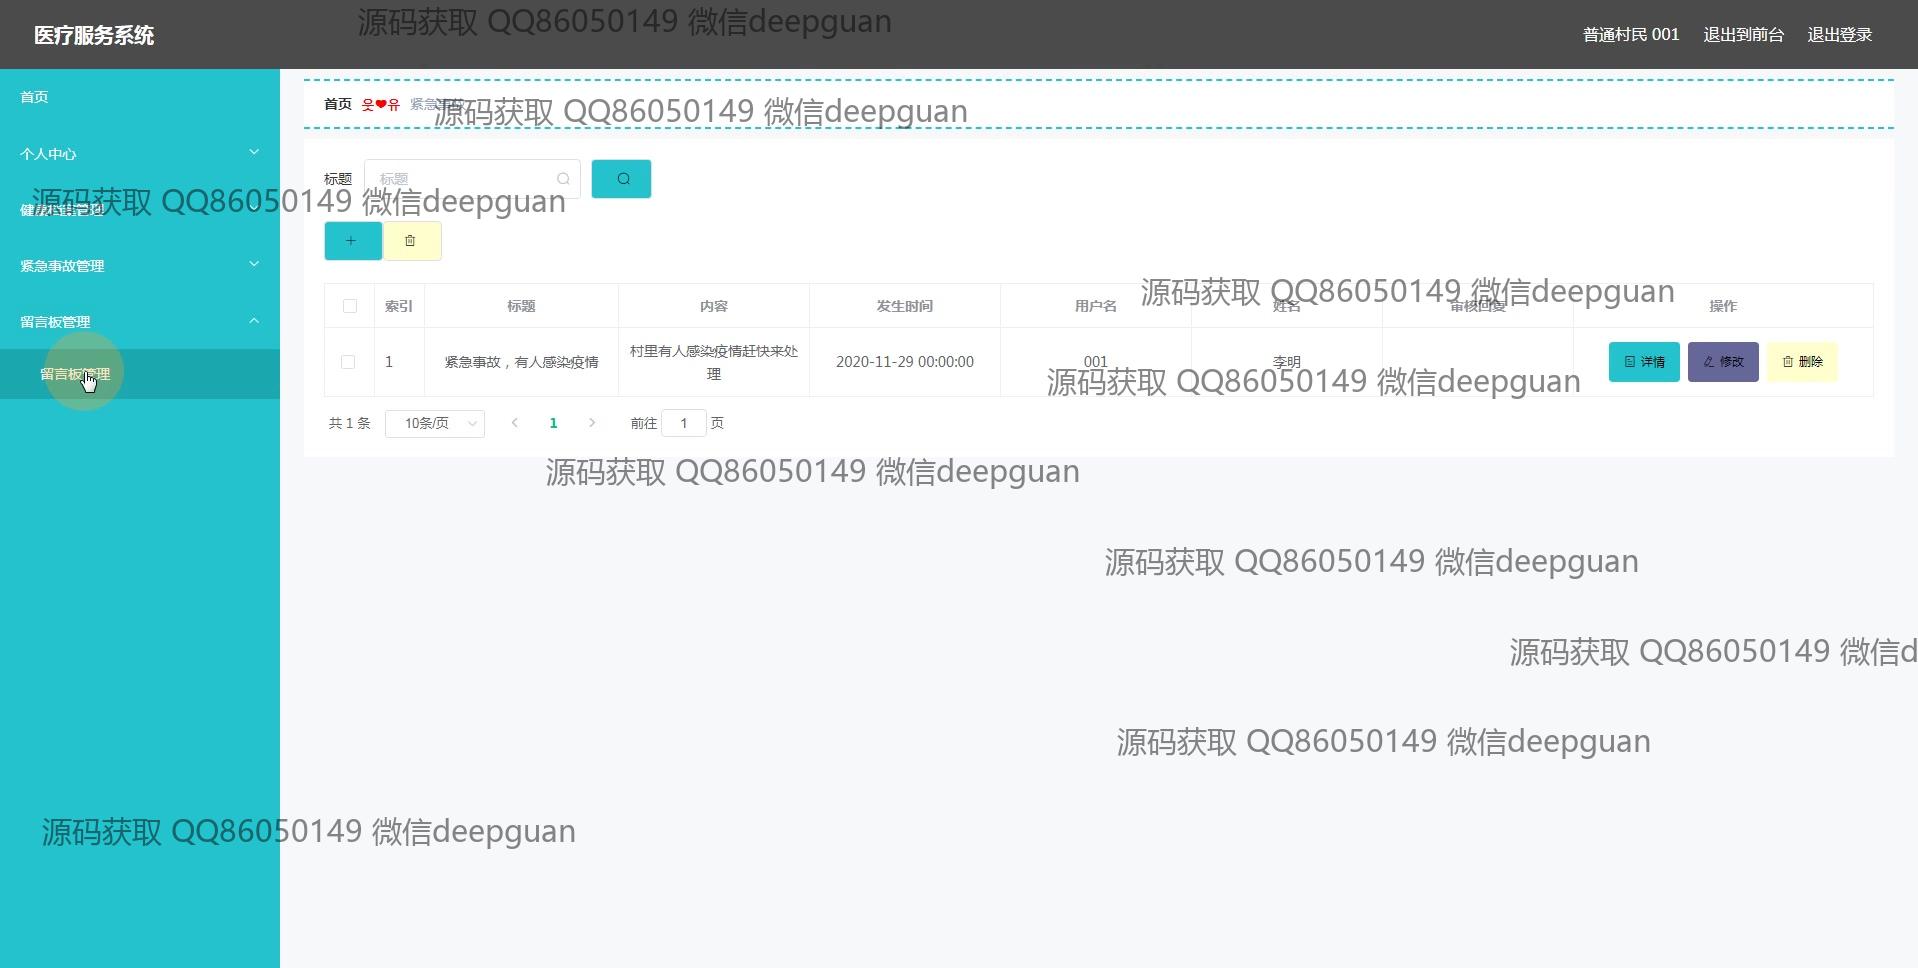 源码获取 QQ86050149 微信deepguan
医疗服务系统
普通村民 001
退出到前台
退出登录
首页
个人中心
健康档案管理
紧急事故管理
留言板管理
留言板管理
首页 웃❤유 紧急事故
源码获取 QQ86050149 微信deepguan
标题
标题
源码获取 QQ86050149 微信deepguan
源码获取 QQ86050149 微信deepguan
索引 标题 内容 发生时间 用户名 姓名 审核回复 操作
1 紧急事故，有人感染疫情 村里有人感染疫情赶快来处 2020-11-29 00:00:00 001 李明 详情 修改 删除
理
源码获取 QQ86050149 微信deepguan
共 1 条 10条/页 1 前往 1 页
源码获取 QQ86050149 微信deepguan
源码获取 QQ86050149 微信deepguan
源码获取 QQ86050149 微信d
源码获取 QQ86050149 微信deepguan
源码获取 QQ86050149 微信deepguan